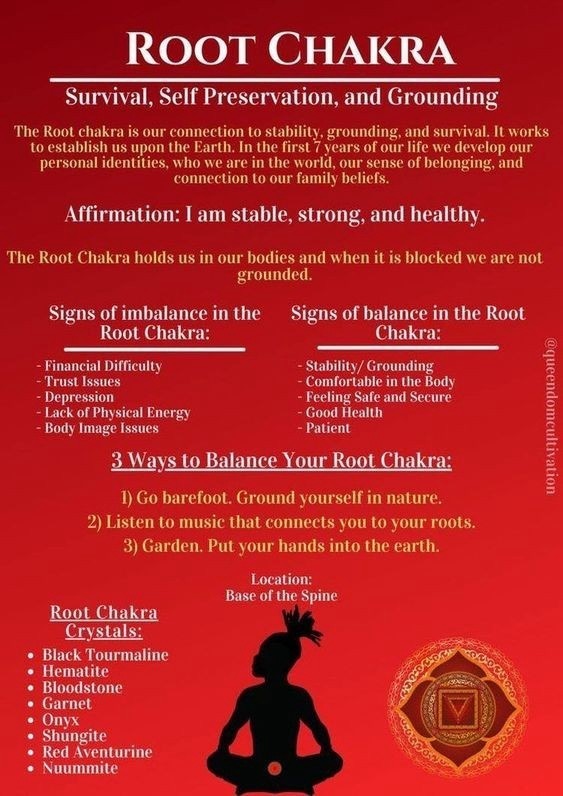 ROOT CHAKRA
Survival, Self Preservation, and Grounding
The Root chakra is our connection to stability, grounding, and survival. It works
to establish us upon the Earth. In the first 7 years of our life we develop our
personal identities, who we are in the world, our sense of belonging, and
connection to our family beliefs.
Affirmation: I am stable, strong, and healthy.
The Root Chakra holds us in our bodies and when it is blocked we are not
grounded.
Signs of imbalance in the
Root Chakra:
- Financial Difficulty
- Trust Issues
- Depression
- Lack of Physical Energy
- Body Image Issues
Signs of balance in the Root
Chakra:
- Stability/ Grounding
- Comfortable in the Body
- Feeling Safe and Secure
- Good Health
- Patient
@queendomcultivation
3 Ways to Balance Your Root Chakra:
1) Go barefoot. Ground yourself in nature.
2) Listen to music that connects you to your roots.
3) Garden. Put your hands into the earth.
Location:
Base of the Spine
Root Chakra
Crystals:
• Black Tourmaline
• Hematite
• Bloodstone
• Garnet
• Onyx
• Shungite
• Red Aventurine
• Nuummite